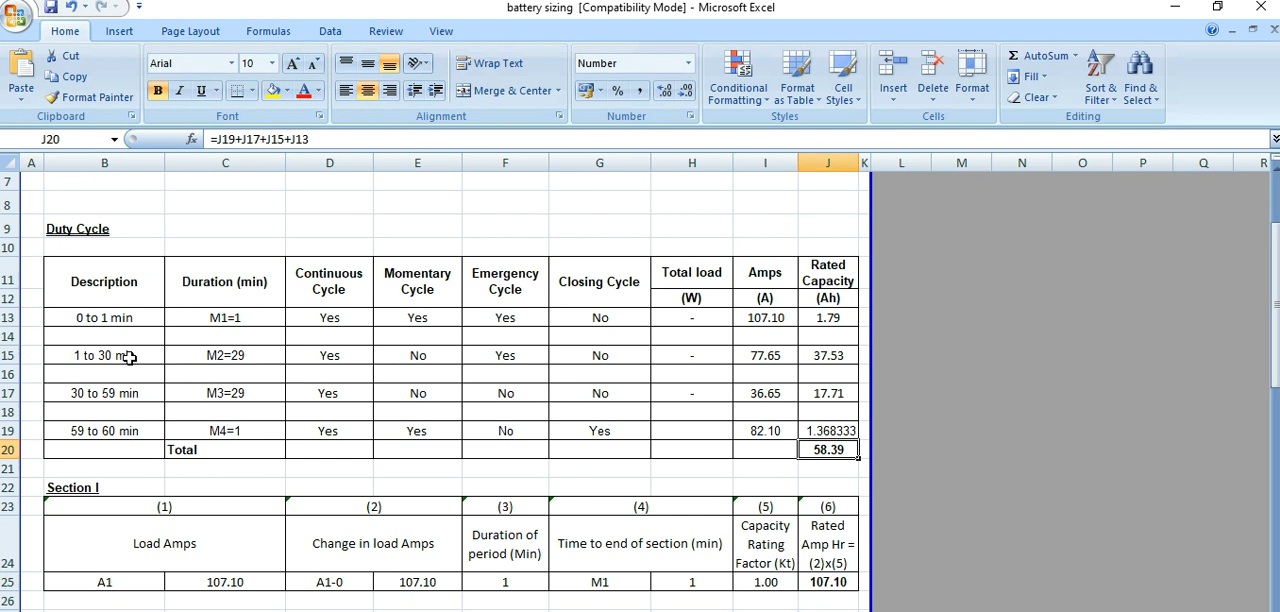 battery sizing [Compatibility Mode] - Microsoft Excel
Home Insert Page Layout Formulas Data Review View
Paste
Cut
Copy
Format Painter
Clipboard
Arial 10
B I U
Font
Wrap Text
Merge & Center
Alignment
Number
% ,
Number
Conditional Formatting
Format as Table
Cell Styles
Styles
Insert Delete Format
Cells
AutoSum
Fill
Clear
Sort & Filter
Find & Select
Editing
J20 fx =J19+J17+J15+J13
A B C D E F G H I J K L M N O P Q R
7
8
9 Duty Cycle
10
11 Description Duration (min) Continuous Cycle Momentary Cycle Emergency Cycle Closing Cycle Total load Amps Rated Capacity
12 (W) (A) (Ah)
13 0 to 1 min M1=1 Yes Yes Yes No - 107.10 1.79
14
15 1 to 30 M2=29 Yes No Yes No - 77.65 37.53
16
17 30 to 59 min M3=29 Yes No No No - 36.65 17.71
18
19 59 to 60 min M4=1 Yes Yes No Yes 82.10 1.368333
20 Total 58.39
21
22 Section I
23 (1) (2) (3) (4) (5) (6)
24 Load Amps Change in load Amps Duration of period (Min) Time to end of section (min) Capacity Rating Factor (Kt) Rated Amp Hr = (2)x(5)
25 A1 107.10 A1-0 107.10 1 M1 1 1.00 107.10
26